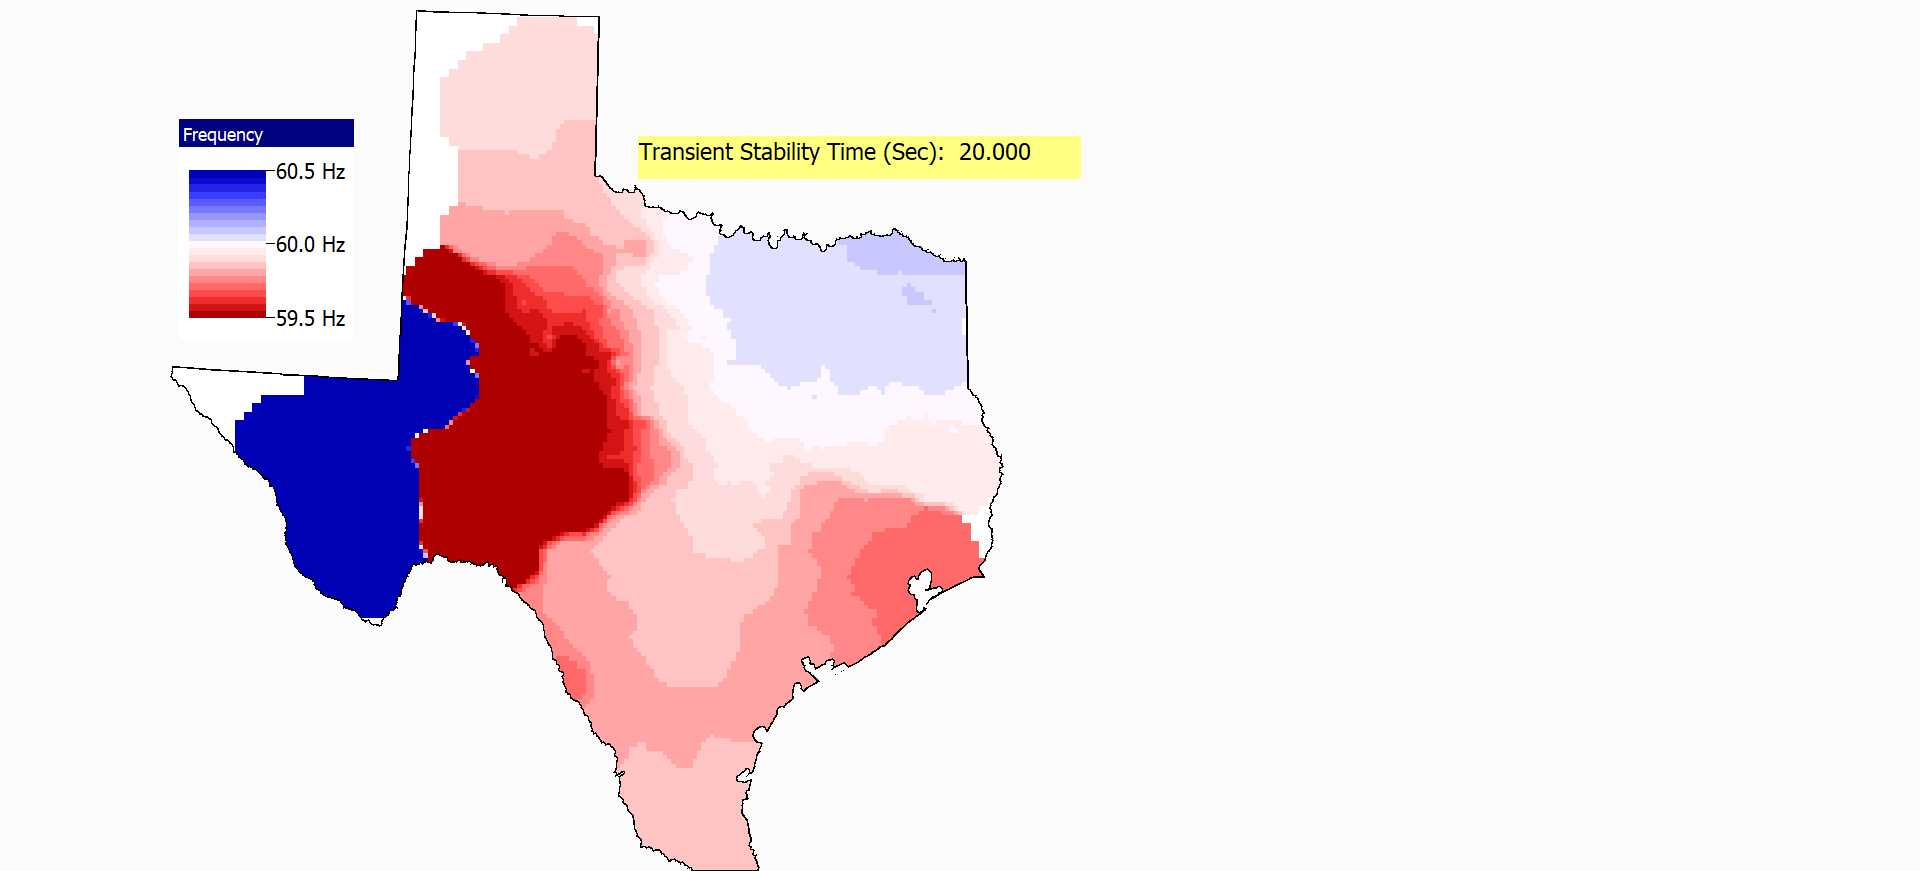 Frequency
60.5 Hz
60.0 Hz
59.5 Hz
Transient Stability Time (Sec): 20.000